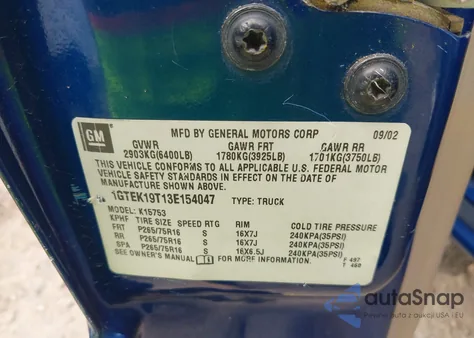 GM
MFD BY GENERAL MOTORS CORP 09/02
GVWR GAWR FRT GAWR RR
2903KG(6400LB) 1780KG(3925LB) 1701KG(3750LB)
THIS VEHICLE CONFORMS TO ALL APPLICABLE U.S. FEDERAL MOTOR
VEHICLE SAFETY STANDARDS IN EFFECT ON THE DATE OF
MANUFACTURE SHOWN ABOVE.
1GTEK19T13E154047 TYPE: TRUCK
MODEL: K15753
KPHF TIRE SIZE SPEED RTG RIM COLD TIRE PRESSURE
FRT P265/75R16 S 16X7J 240KPA(35PSI)
RR P265/75R16 S 16X7J 240KPA(35PSI)
SPA P265/75R16 S 16X6.5J 240KPA(35PSI)
SEE OWNER'S MANUAL FOR ADDITIONAL INFORMATION
F 497
T 460
autoSnap